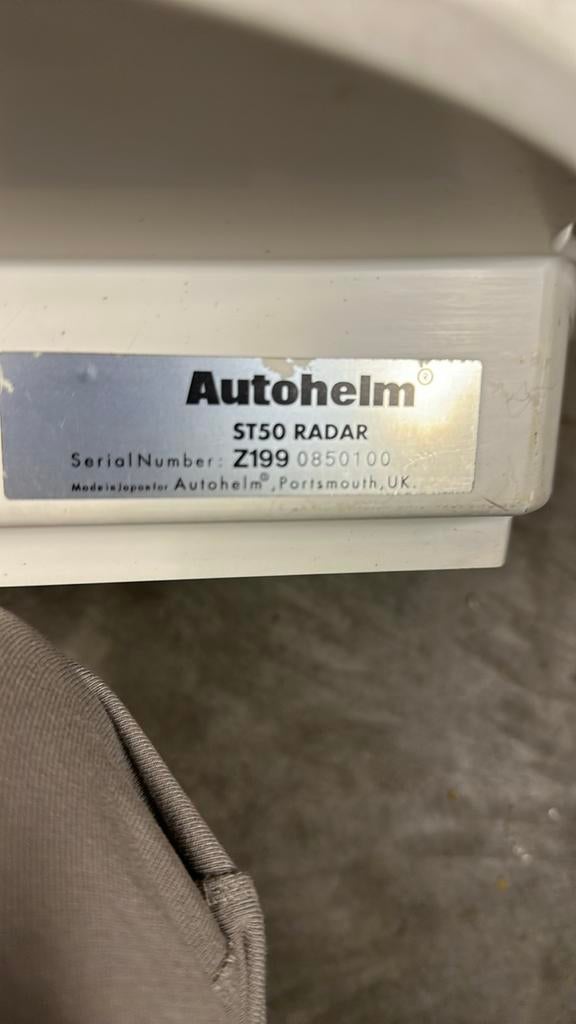 Autohelm®
ST50 RADAR
Serial Number: Z199 0850100
Made in Japan for Autohelm®, Portsmouth, UK.